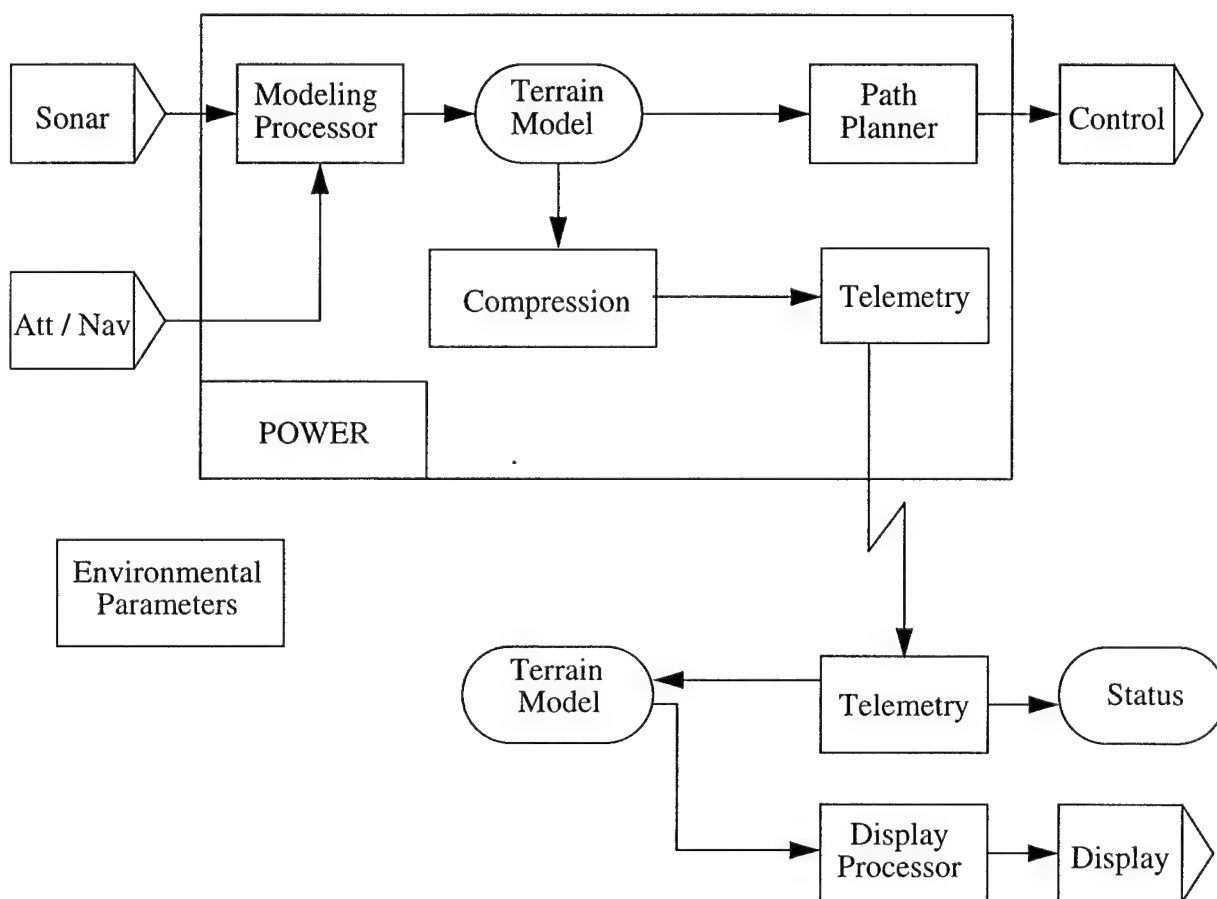 Sonar
Modeling
Processor
Terrain
Model
Path
Planner
Control
Att / Nav
Compression
Telemetry
POWER
Environmental
Parameters
Terrain
Model
Telemetry
Status
Display
Processor
Display